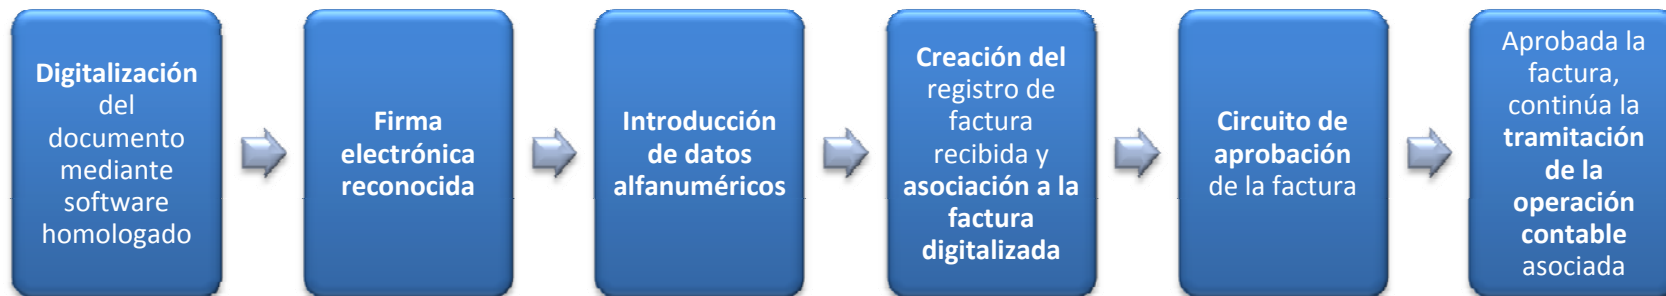 Digitalización
del
documento
mediante
software
homologado
Firma
electrónica
reconocida
Introducción
de datos
alfanuméricos
Creación del
registro de
factura
recibida y
asociación a la
factura
digitalizada
Circuito de
aprobación
de la factura
Aprobada la
factura,
continúa la
tramitación
de la
operación
contable
asociada